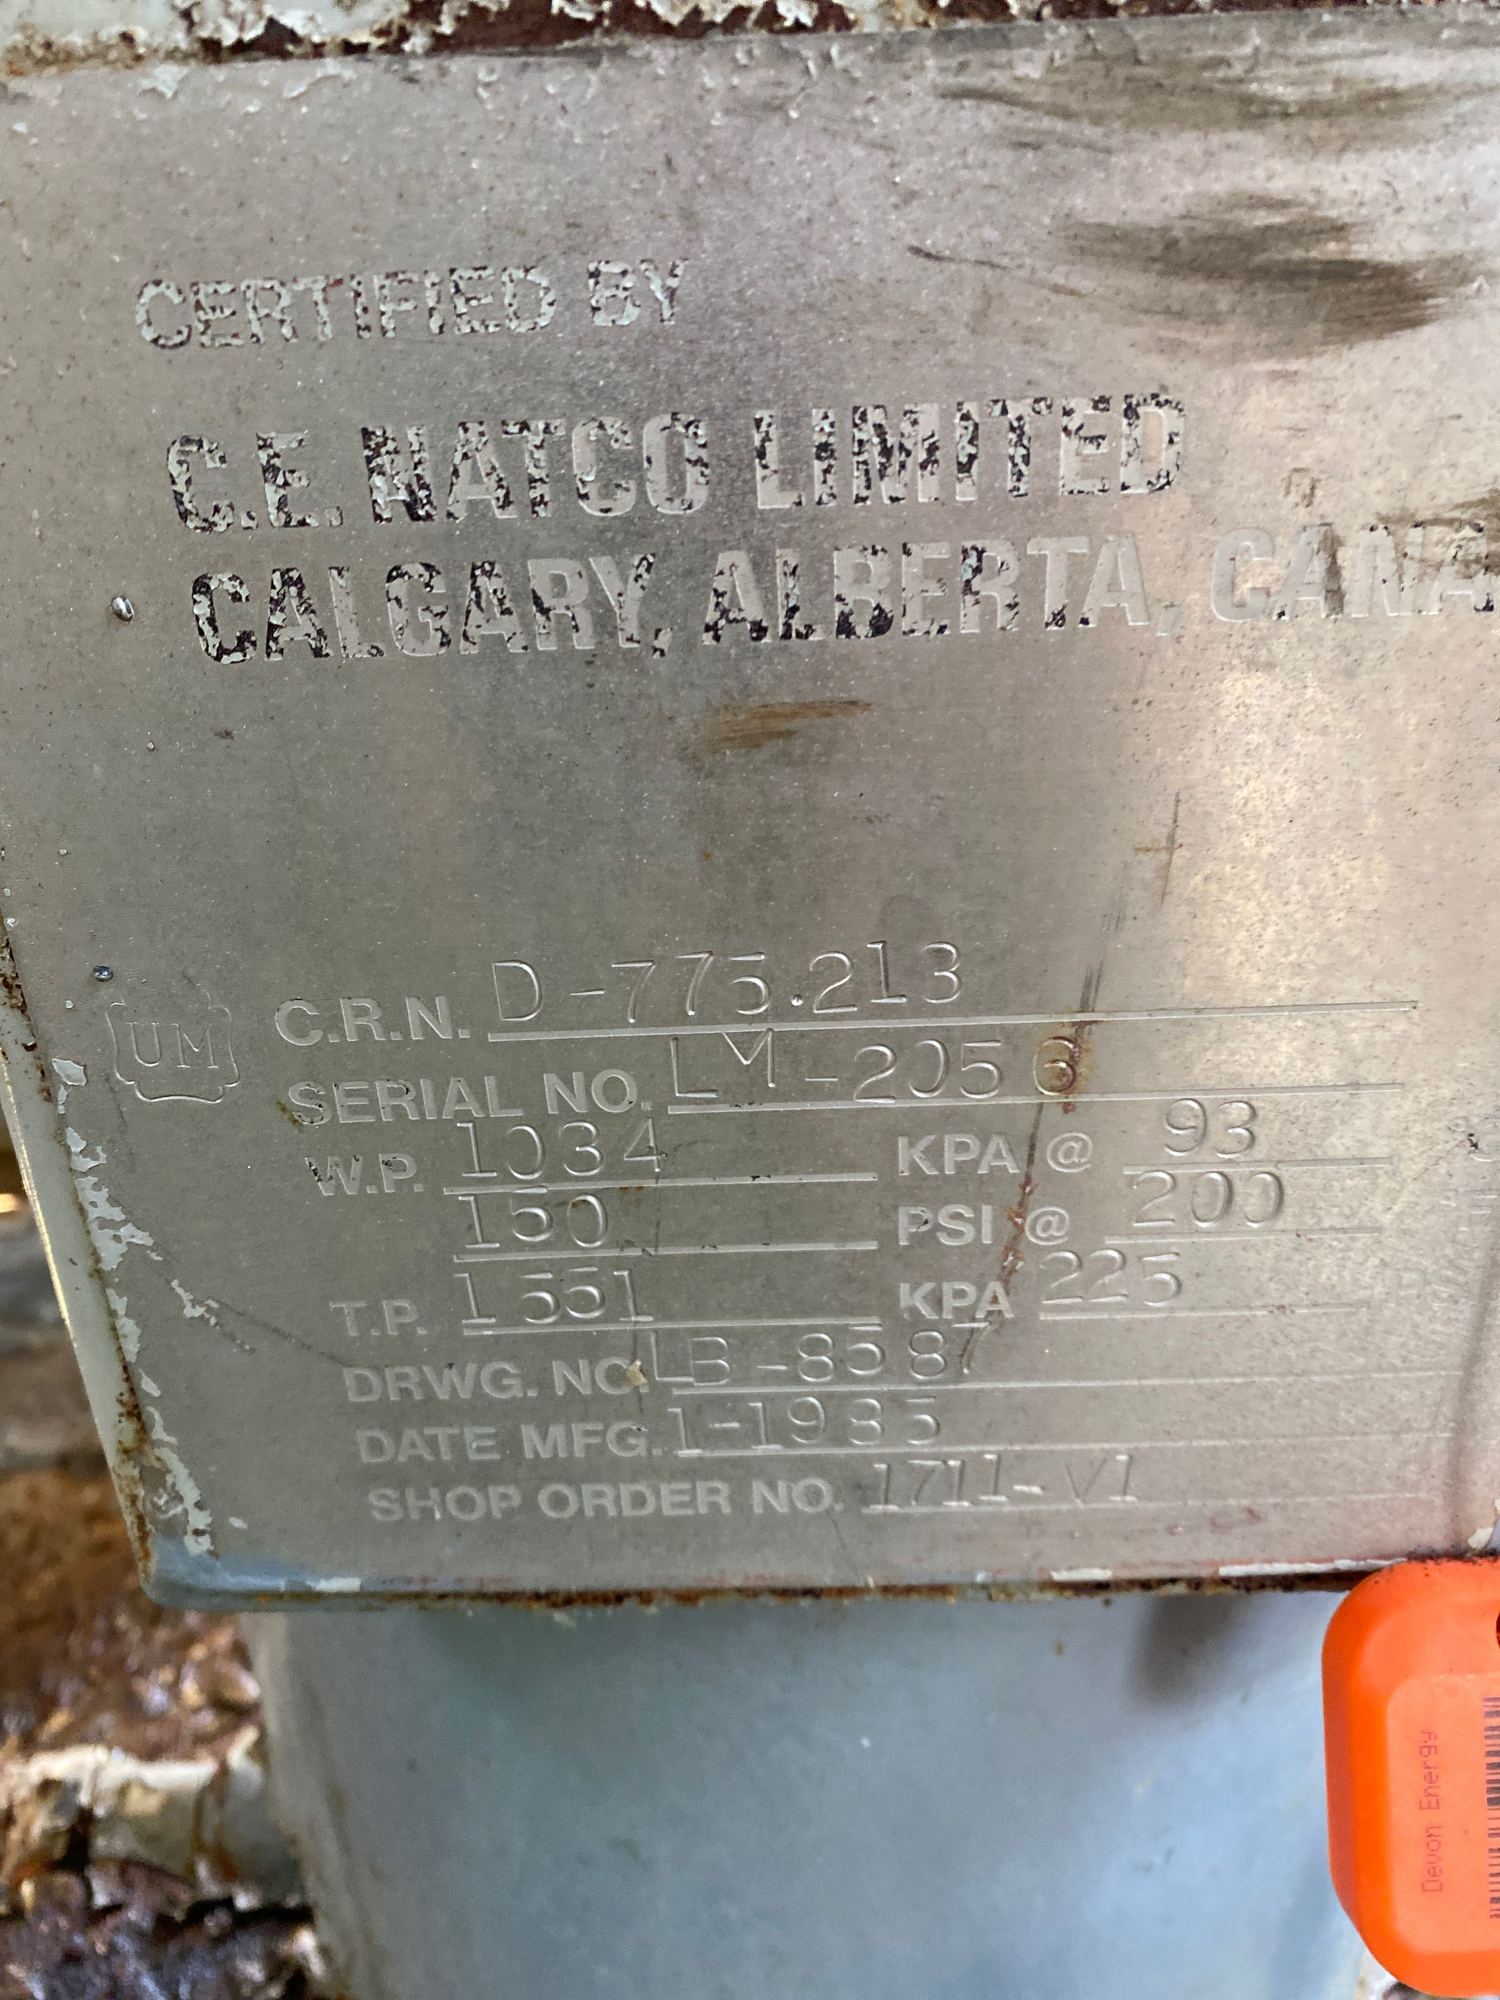 CERTIFIED BY
C.E. NATCO LIMITED
CALGARY, ALBERTA, CANA
UM
C.R.N. D-775.213
SERIAL NO. LM-2056
W.P. 1034 KPA @ 93
150 PSI @ 200
T.P. 1551 KPA 225
DRWG. NO. LB-8587
DATE MFG. 1-1985
SHOP ORDER NO. 1711-V1
Devon Energy